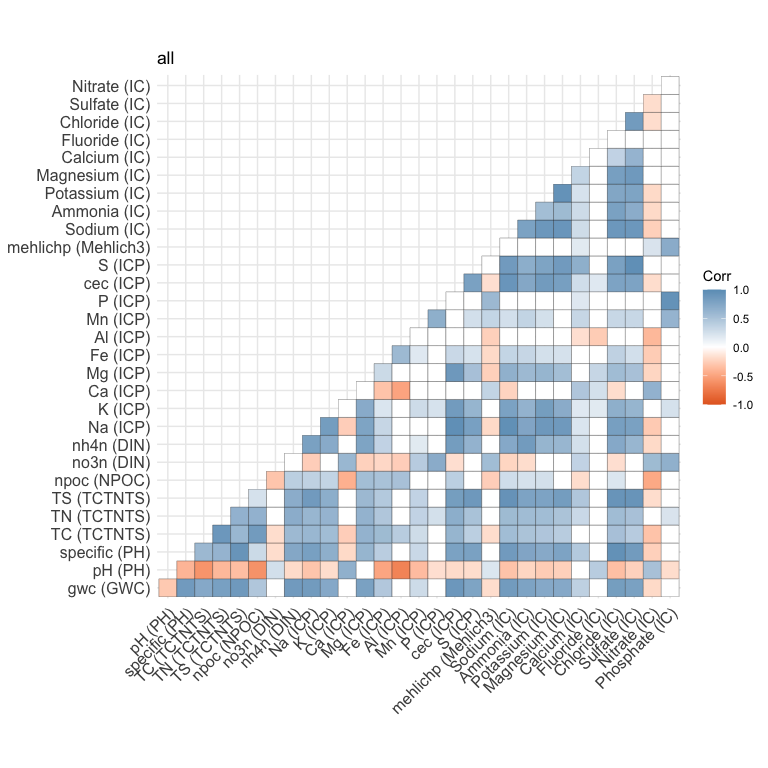 all
Nitrate (IC)
Sulfate (IC)
Chloride (IC)
Fluoride (IC)
Calcium (IC)
Magnesium (IC)
Potassium (IC)
Ammonia (IC)
Sodium (IC)
mehlichp (Mehlich3)
S (ICP)
cec (ICP)
P (ICP)
Mn (ICP)
Al (ICP)
Fe (ICP)
Mg (ICP)
Ca (ICP)
K (ICP)
Na (ICP)
nh4n (DIN)
no3n (DIN)
npoc (NPOC)
TS (TCTNTS)
TN (TCTNTS)
TC (TCTNTS)
specific (PH)
pH (PH)
gwc (GWC)
pH (PH)
specific (PH)
TC (TCTNTS)
TN (TCTNTS)
TS (TCTNTS)
npoc (NPOC)
no3n (DIN)
nh4n (DIN)
Na (ICP)
K (ICP)
Ca (ICP)
Mg (ICP)
Fe (ICP)
Al (ICP)
Mn (ICP)
P (ICP)
cec (ICP)
S (ICP)
mehlichp (Mehlich3)
Sodium (IC)
Ammonia (IC)
Potassium (IC)
Magnesium (IC)
Calcium (IC)
Fluoride (IC)
Chloride (IC)
Sulfate (IC)
Nitrate (IC)
Phosphate (IC)
Corr
1.0
0.5
0.0
-0.5
-1.0